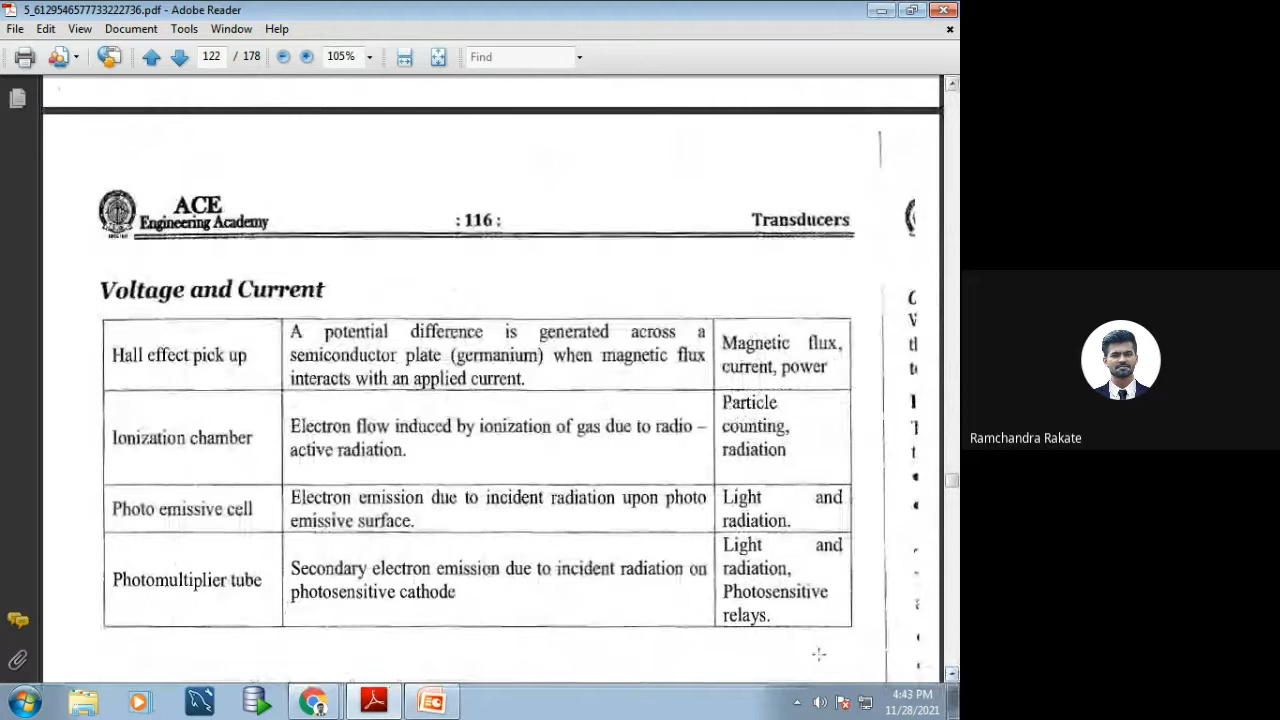 5_6129546577733222736.pdf - Adobe Reader
File Edit View Document Tools Window Help
122 / 178 105% Find
ACE
Engineering Academy : 116 : Transducers
Voltage and Current
Hall effect pick up
A potential difference is generated across a
semiconductor plate (germanium) when magnetic flux
interacts with an applied current.
Magnetic flux,
current, power
Ionization chamber
Electron flow induced by ionization of gas due to radio –
active radiation.
Particle
counting,
radiation
Photo emissive cell
Electron emission due to incident radiation upon photo
emissive surface.
Light and
radiation.
Photomultiplier tube
Secondary electron emission due to incident radiation on
photosensitive cathode
Light and
radiation,
Photosensitive
relays.
Ramchandra Rakate
4:43 PM
11/28/2021